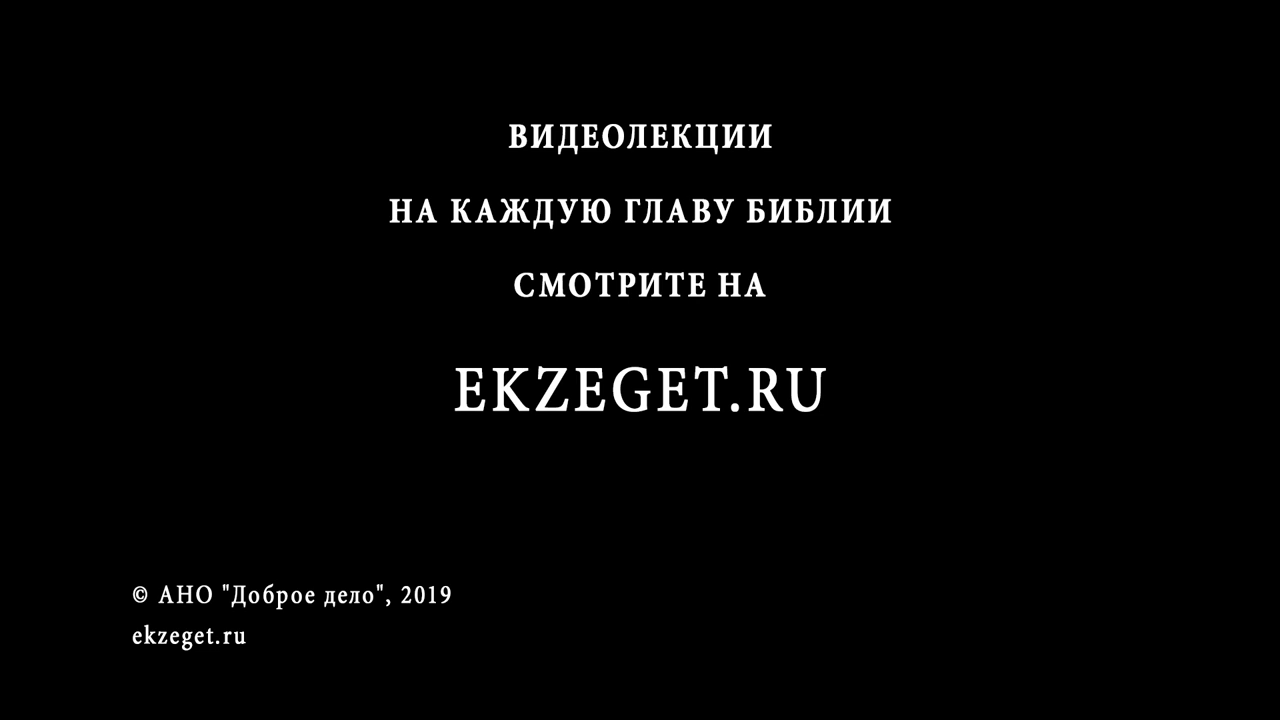 ВИДЕОЛЕКЦИИ
НА КАЖДУЮ ГЛАВУ БИБЛИИ
СМОТРИТЕ НА
EKZEGET.RU
© АНО "Доброе дело", 2019
ekzeget.ru